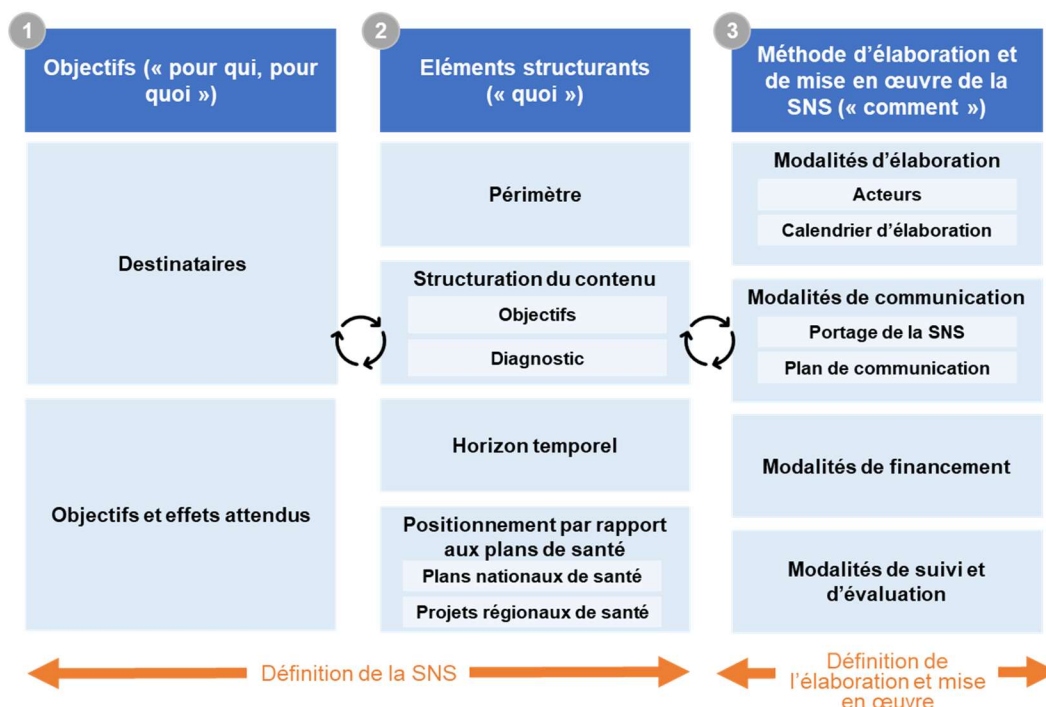 1
Objectifs (« pour qui, pour
quoi »)
Destinataires
Objectifs et effets attendus
2
Eléments structurants
(« quoi »)
Périmètre
Structuration du contenu
Objectifs
Diagnostic
Horizon temporel
Positionnement par rapport
aux plans de santé
Plans nationaux de santé
Projets régionaux de santé
3
Méthode d’élaboration et
de mise en œuvre de la
SNS (« comment »)
Modalités d’élaboration
Acteurs
Calendrier d’élaboration
Modalités de communication
Portage de la SNS
Plan de communication
Modalités de financement
Modalités de suivi et
d’évaluation
Définition de la SNS
Définition de
l’élaboration et mise
en œuvre